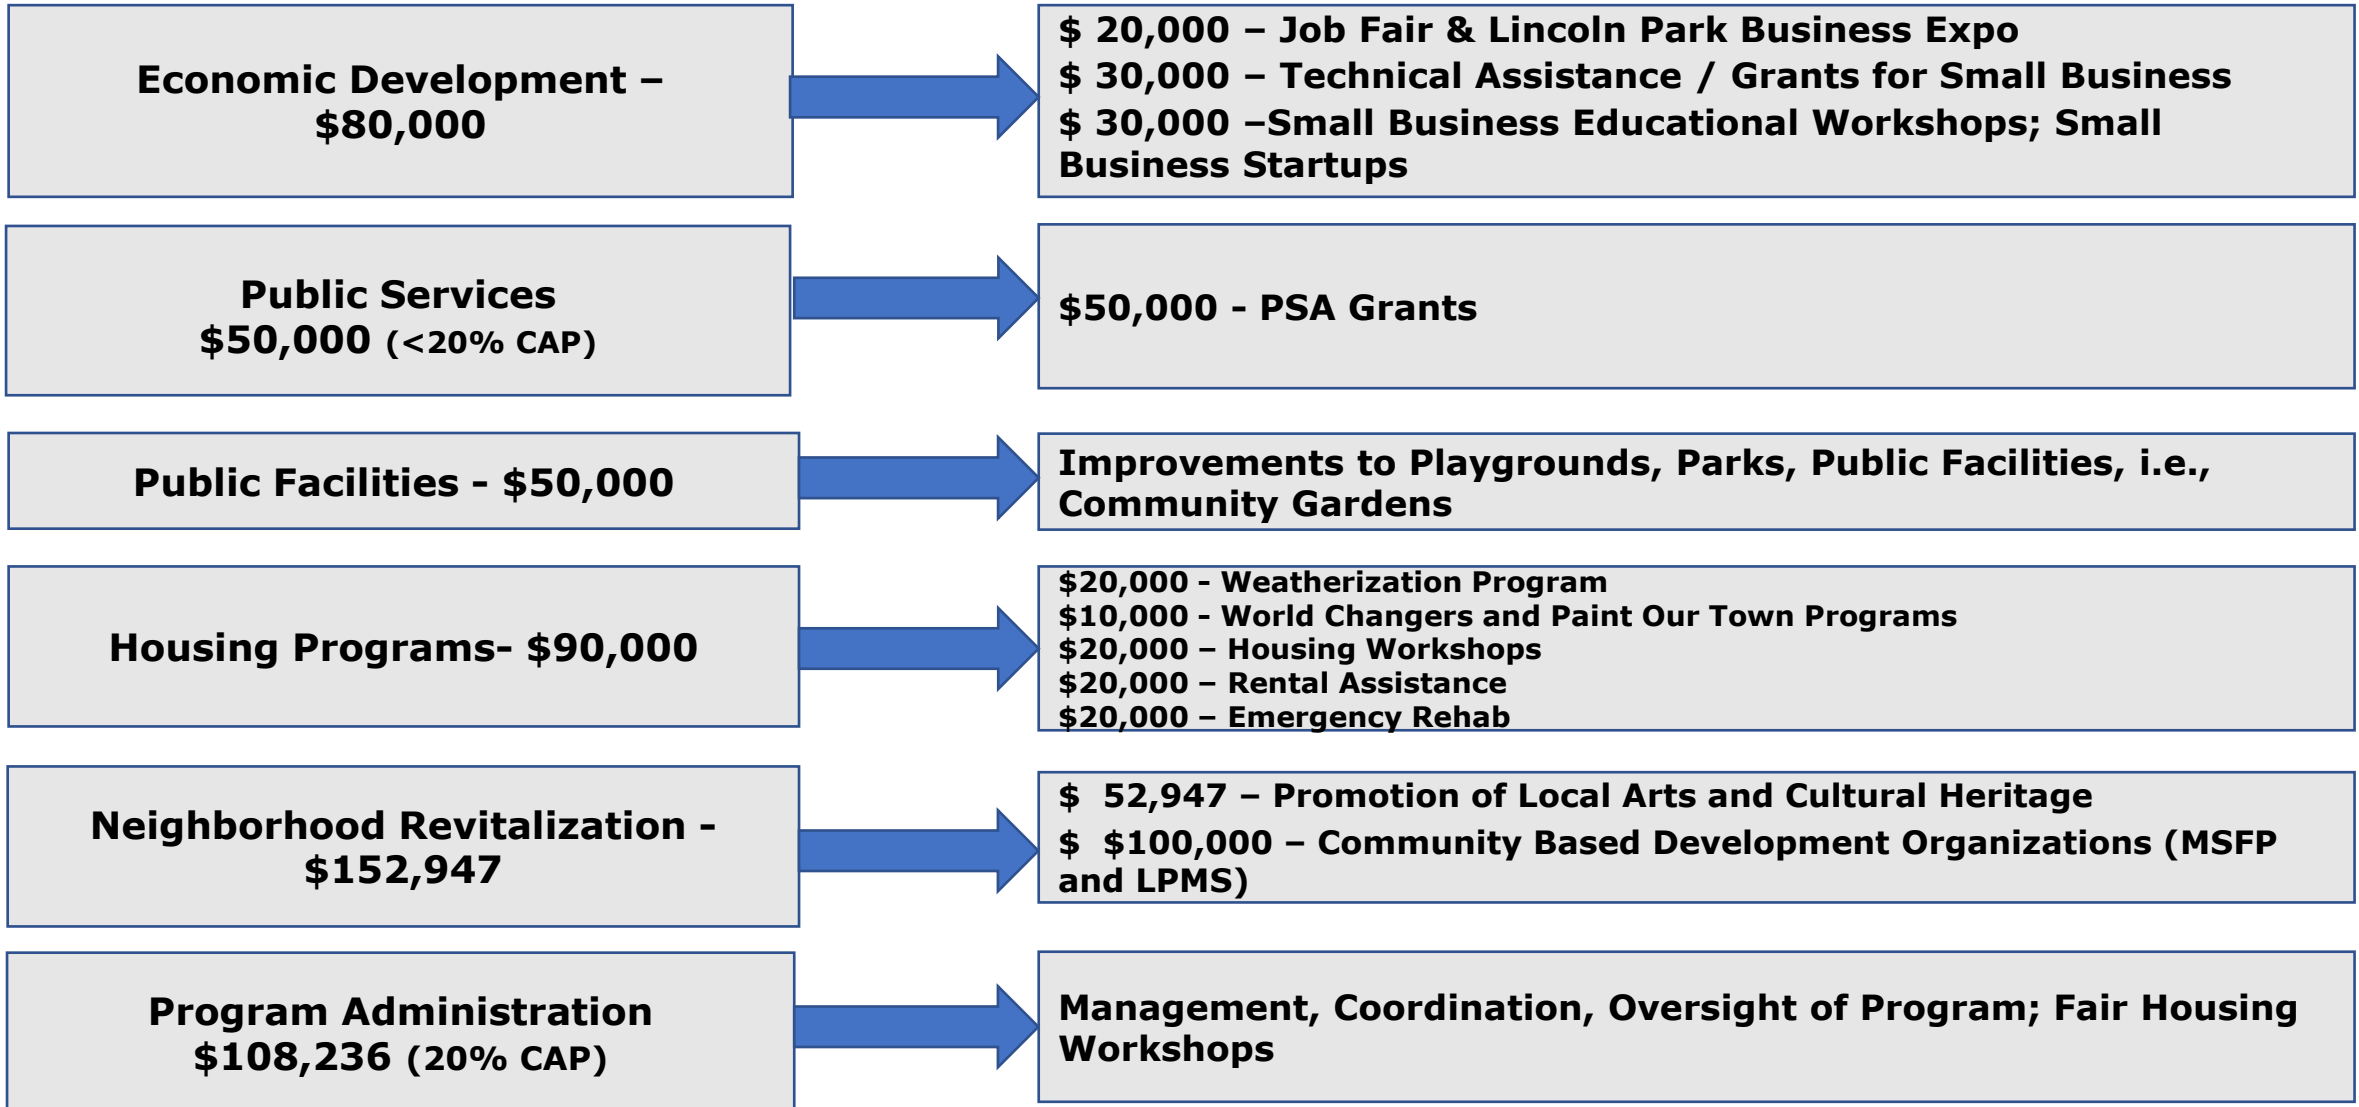 Economic Development –
$80,000
$ 20,000 – Job Fair & Lincoln Park Business Expo
$ 30,000 – Technical Assistance / Grants for Small Business
$ 30,000 –Small Business Educational Workshops; Small
Business Startups
Public Services
$50,000 (<20% CAP)
$50,000 - PSA Grants
Public Facilities - $50,000
Improvements to Playgrounds, Parks, Public Facilities, i.e.,
Community Gardens
Housing Programs- $90,000
$20,000 - Weatherization Program
$10,000 - World Changers and Paint Our Town Programs
$20,000 – Housing Workshops
$20,000 – Rental Assistance
$20,000 – Emergency Rehab
Neighborhood Revitalization -
$152,947
$ 52,947 – Promotion of Local Arts and Cultural Heritage
$ $100,000 – Community Based Development Organizations (MSFP
and LPMS)
Program Administration
$108,236 (20% CAP)
Management, Coordination, Oversight of Program; Fair Housing
Workshops